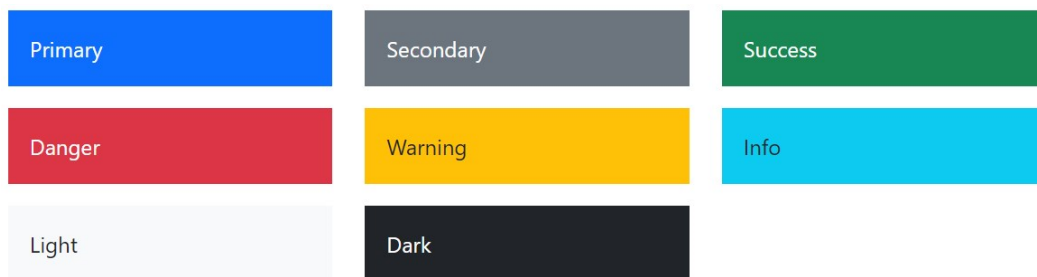 Primary
Secondary
Success
Danger
Warning
Info
Light
Dark